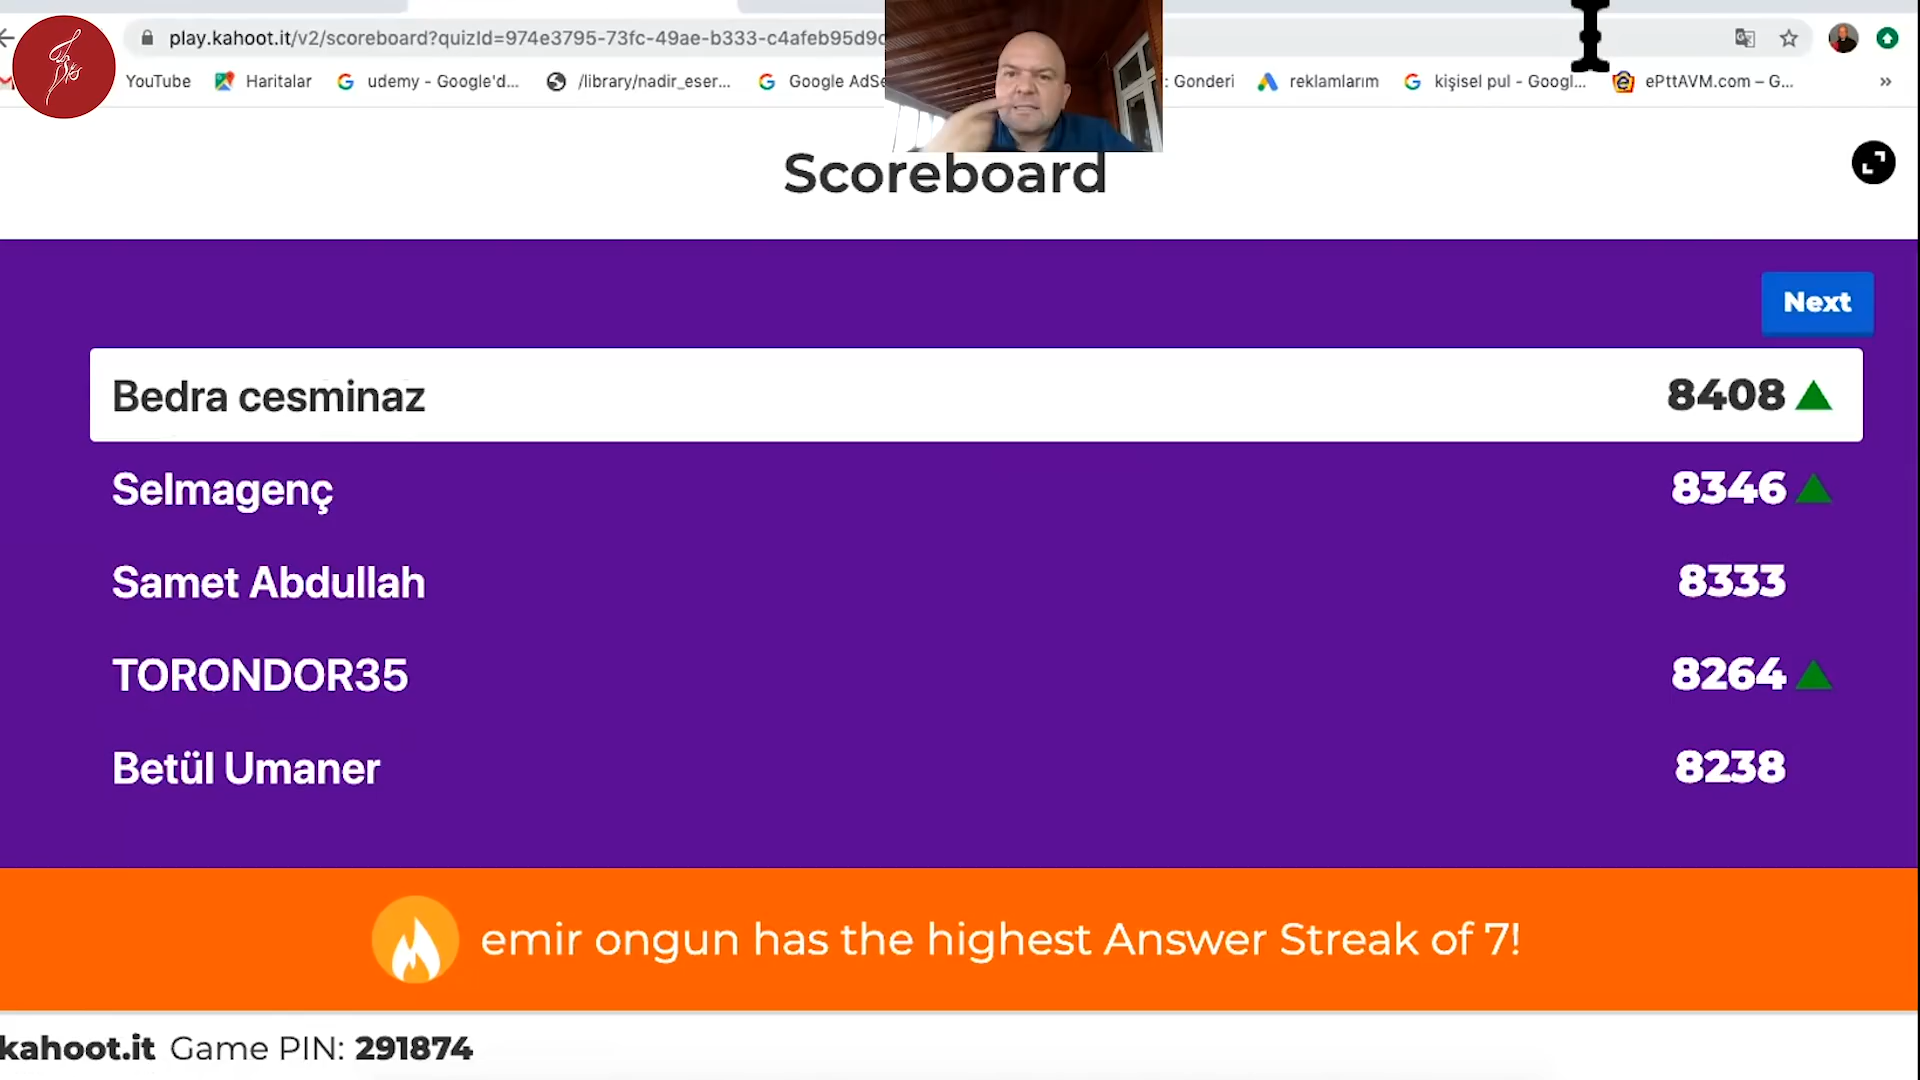 play.kahoot.it/v2/scoreboard?quizId=974e3795-73fc-49ae-b333-c4afeb95d9c
YouTube Haritalar udemy - Google'd... /library/nadir_eser... Google AdSe : Gonderi reklamlarım kişisel pul - Googl... ePttAVM.com – G... »
Scoreboard
Next
Bedra cesminaz 8408
Selmagenç 8346
Samet Abdullah 8333
TORONDOR35 8264
Betül Umaner 8238
emir ongun has the highest Answer Streak of 7!
kahoot.it Game PIN: 291874